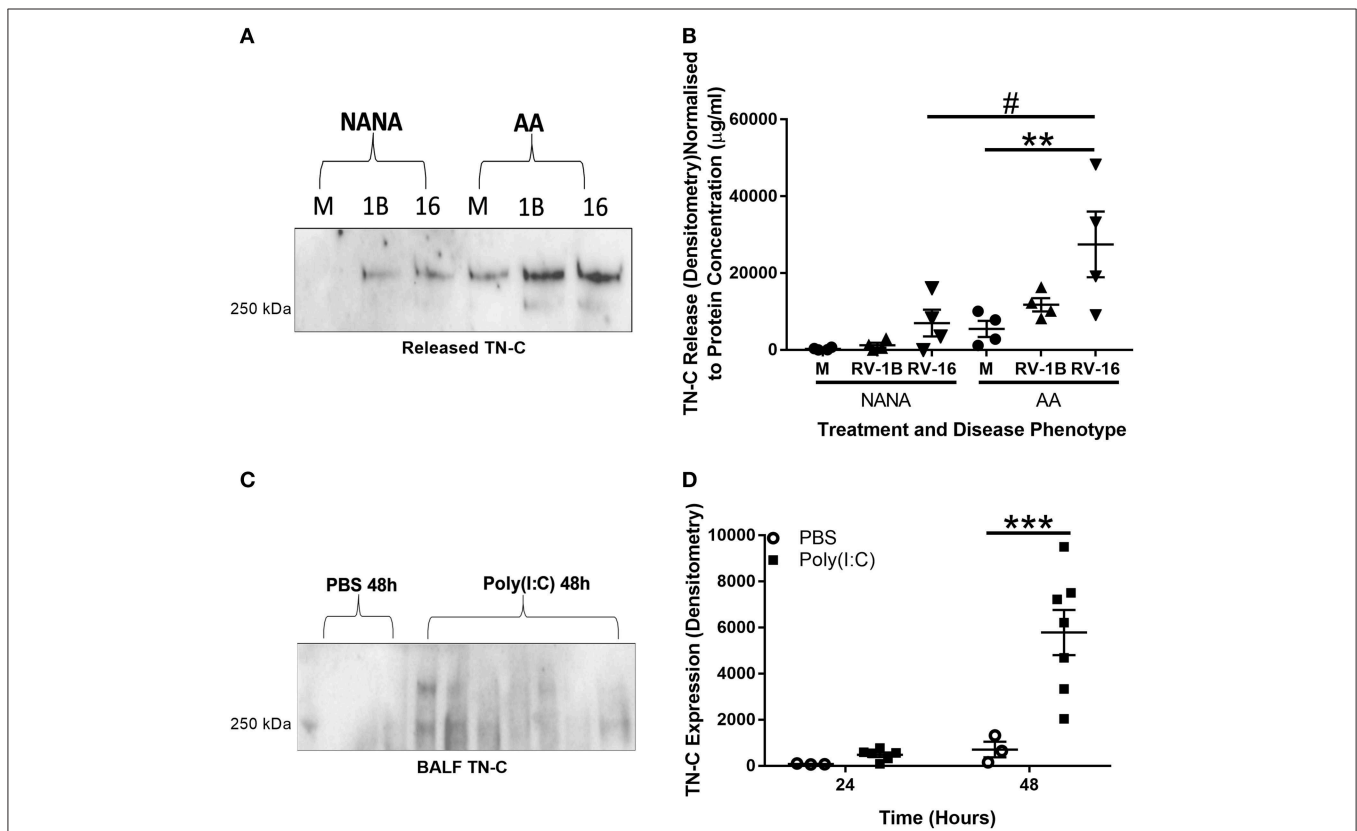 A
NANA AA
M 1B 16 M 1B 16
250 kDa
Released TN-C
B
TN-C Release (Densitometry)Normalised
to Protein Concentration (µg/ml)
60000
40000
20000
0
#
**
M RV-1B RV-16 M RV-1B RV-16
NANA AA
Treatment and Disease Phenotype
C
PBS 48h Poly(I:C) 48h
250 kDa
BALF TN-C
D
TN-C Expression (Densitometry)
10000
8000
6000
4000
2000
0
PBS
Poly(I:C)
***
24 48
Time (Hours)